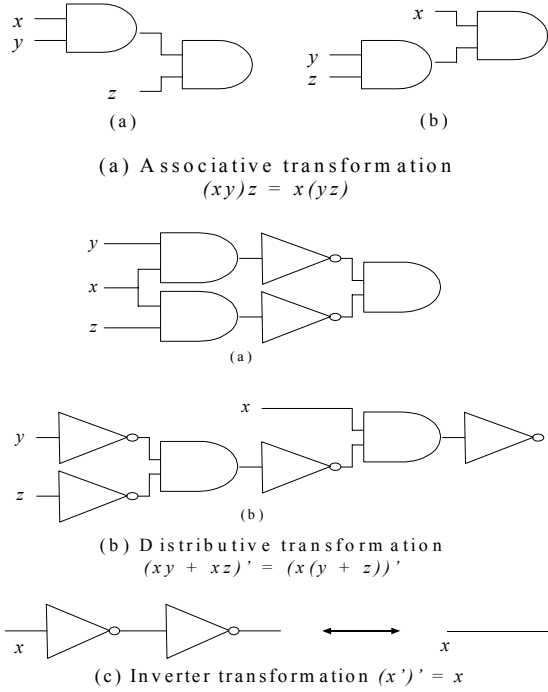 x
y
z
(a)
x
y
z
(b)
(a) Associative transformation
(xy)z = x(yz)
y
x
z
(a)
y
z
x
(b)
(b) Distributive transformation
(xy + xz)' = (x(y + z))'
x
x
(c) Inverter transformation (x')' = x